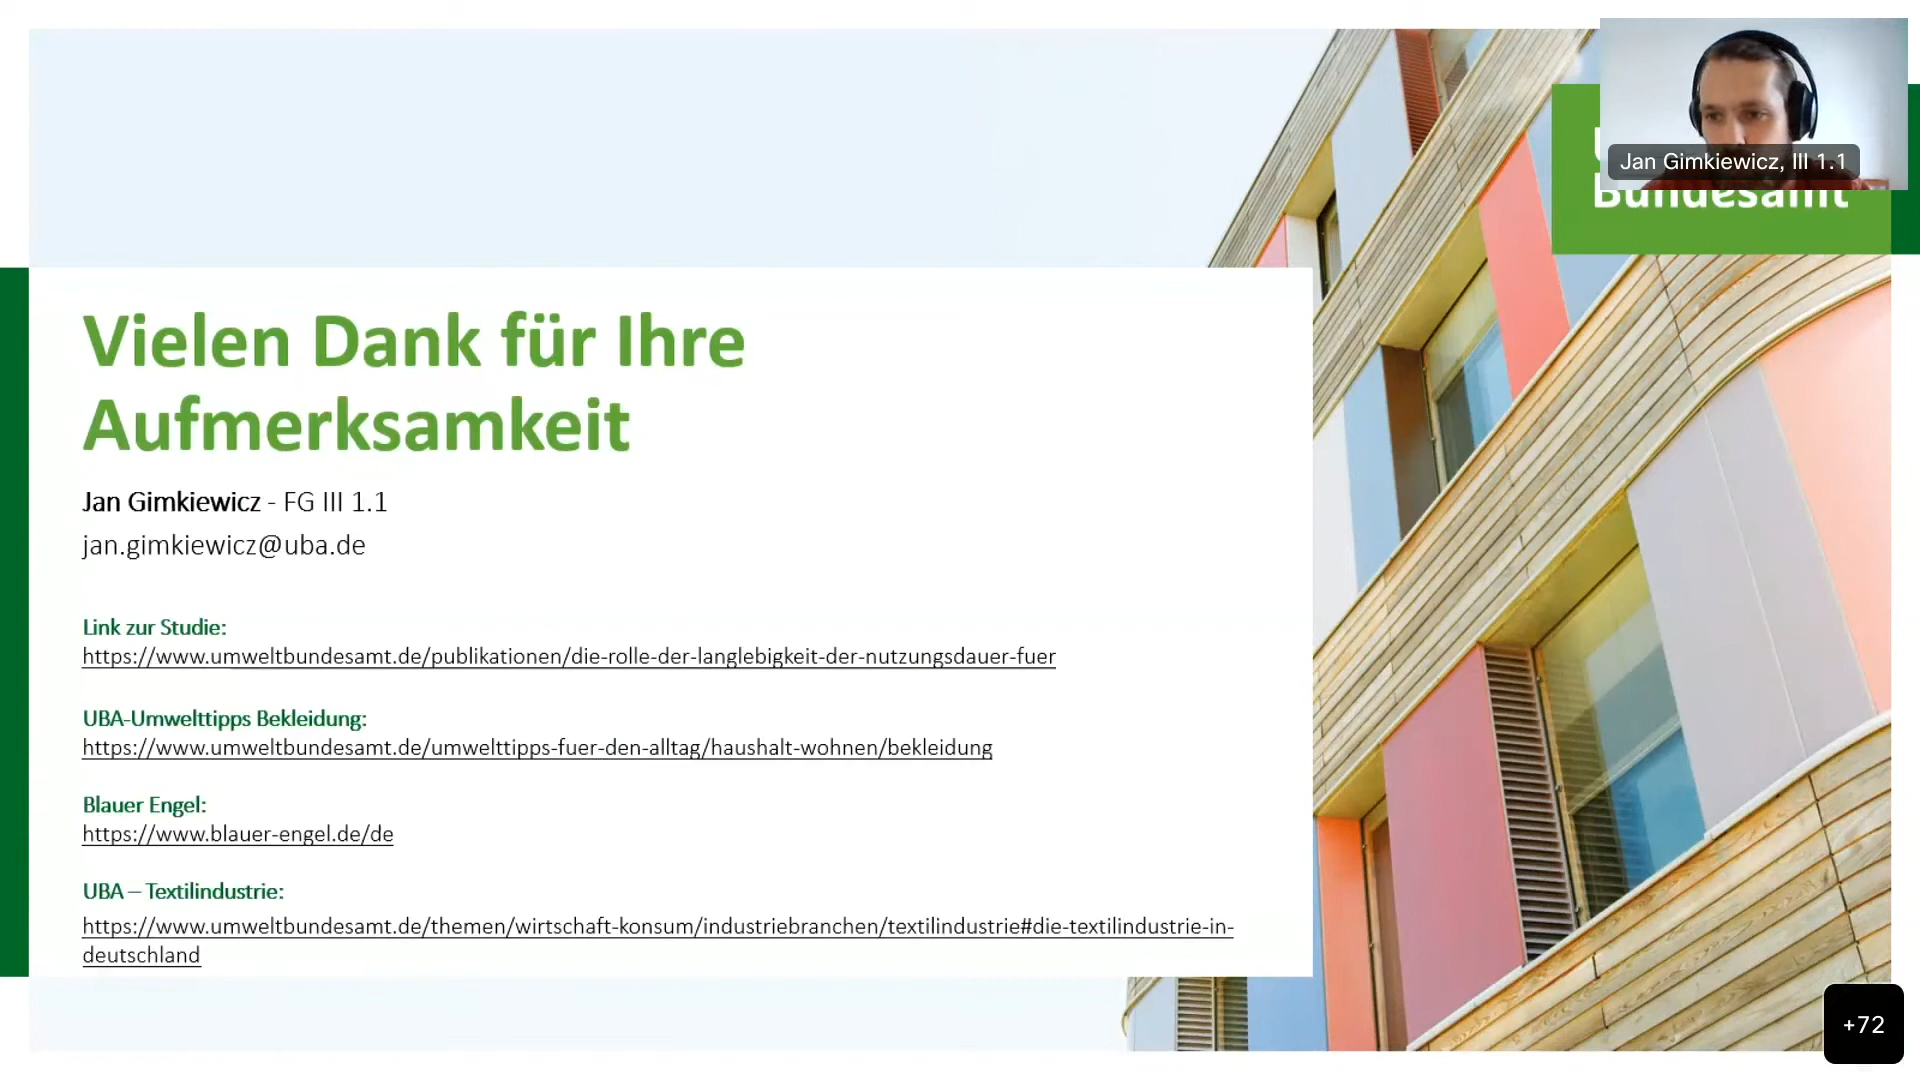 Jan Gimkiewicz, III 1.1
Bundesamt
Vielen Dank für Ihre
Aufmerksamkeit
Jan Gimkiewicz - FG III 1.1
jan.gimkiewicz@uba.de
Link zur Studie:
https://www.umweltbundesamt.de/publikationen/die-rolle-der-langlebigkeit-der-nutzungsdauer-fuer
UBA-Umwelttipps Bekleidung:
https://www.umweltbundesamt.de/umwelttipps-fuer-den-alltag/haushalt-wohnen/bekleidung
Blauer Engel:
https://www.blauer-engel.de/de
UBA – Textilindustrie:
https://www.umweltbundesamt.de/themen/wirtschaft-konsum/industriebranchen/textilindustrie#die-textilindustrie-in-
deutschland
+72